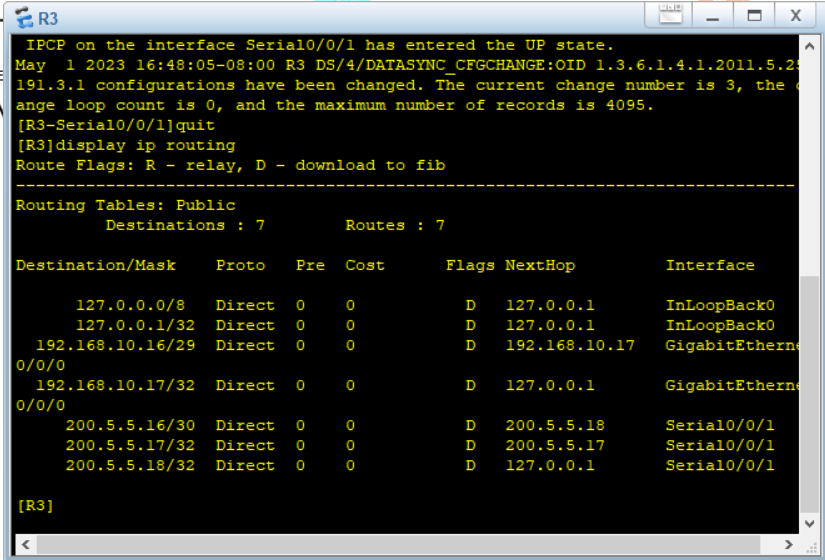 R3
IPCP on the interface Serial0/0/1 has entered the UP state.
May  1 2023 16:48:05-08:00 R3 DS/4/DATASYNC_CFGCHANGE:OID 1.3.6.1.4.1.2011.5.25
191.3.1 configurations have been changed. The current change number is 3, the c
ange loop count is 0, and the maximum number of records is 4095.
[R3-Serial0/0/1]quit
[R3]display ip routing
Route Flags: R - relay, D - download to fib
------------------------------------------------------------------------------
Routing Tables: Public
         Destinations : 7        Routes : 7
Destination/Mask    Proto   Pre  Cost      Flags NextHop         Interface
      127.0.0.0/8   Direct  0    0           D   127.0.0.1       InLoopBack0
      127.0.0.1/32  Direct  0    0           D   127.0.0.1       InLoopBack0
  192.168.10.16/29  Direct  0    0           D   192.168.10.17   GigabitEtherne
0/0/0
  192.168.10.17/32  Direct  0    0           D   127.0.0.1       GigabitEtherne
0/0/0
     200.5.5.16/30  Direct  0    0           D   200.5.5.18      Serial0/0/1
     200.5.5.17/32  Direct  0    0           D   200.5.5.17      Serial0/0/1
     200.5.5.18/32  Direct  0    0           D   127.0.0.1       Serial0/0/1
[R3]